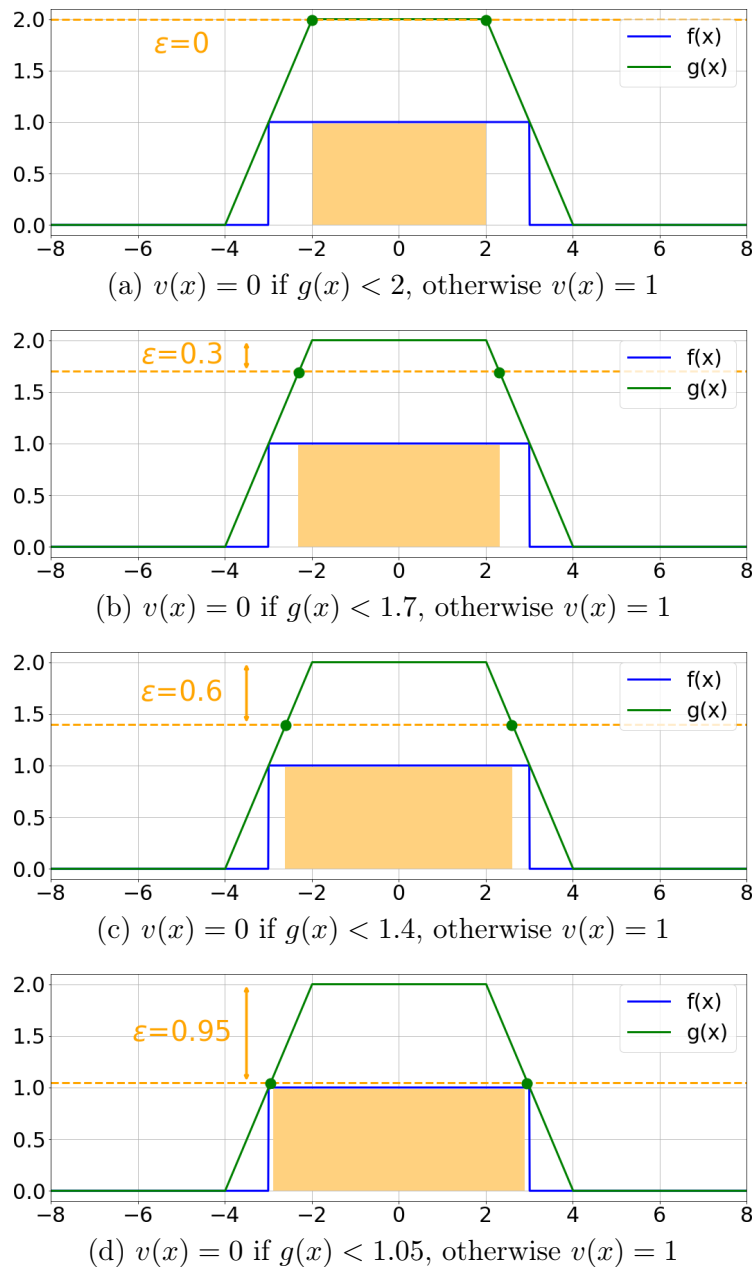 2.0
ε=0
f(x)
1.5
g(x)
1.0
0.5
0.0
−8 −6 −4 −2 0 2 4 6 8
(a) v(x) = 0 if g(x) < 2, otherwise v(x) = 1
2.0
ε=0.3
f(x)
1.5
g(x)
1.0
0.5
0.0
−8 −6 −4 −2 0 2 4 6 8
(b) v(x) = 0 if g(x) < 1.7, otherwise v(x) = 1
2.0
ε=0.6
f(x)
1.5
g(x)
1.0
0.5
0.0
−8 −6 −4 −2 0 2 4 6 8
(c) v(x) = 0 if g(x) < 1.4, otherwise v(x) = 1
2.0
f(x)
1.5
ε=0.95
g(x)
1.0
0.5
0.0
−8 −6 −4 −2 0 2 4 6 8
(d) v(x) = 0 if g(x) < 1.05, otherwise v(x) = 1